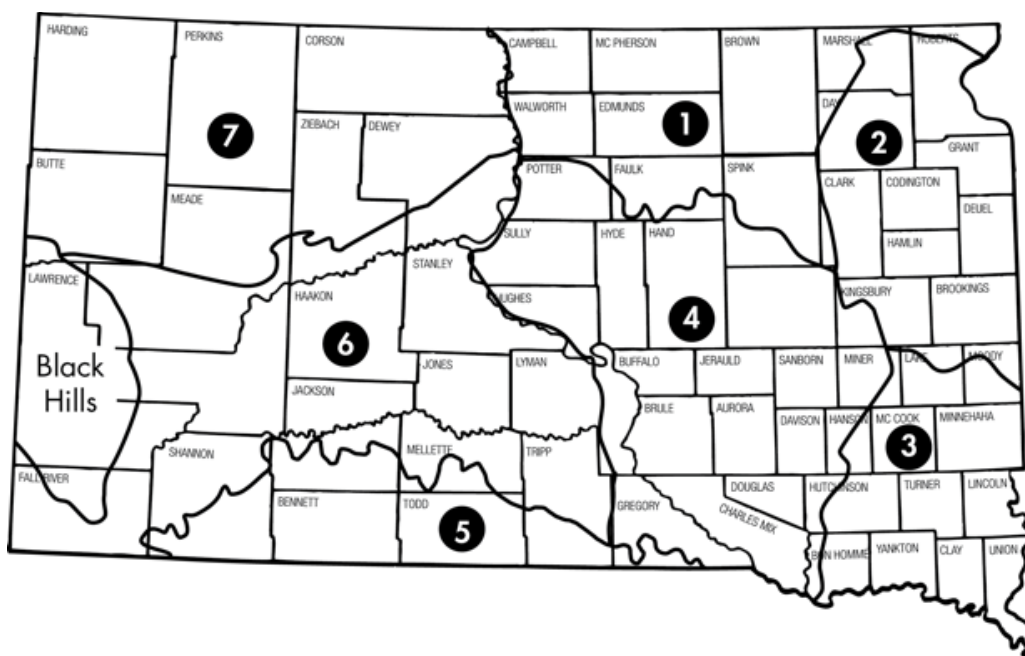 HARDING
PERKINS
CORSON
CAMPBELL
MC PHERSON
BROWN
MARSHALL
ROBERTS
WALWORTH
EDMUNDS
DAY
7
1
2
ZIEBACH
DEWEY
BUTTE
POTTER
FAULK
SPINK
GRANT
MEADE
CLARK
CODINGTON
DEUEL
SULLY
HYDE
HAND
HAMLIN
LAWRENCE
STANLEY
HAAKON
HUGHES
KINGSBURY
BROOKINGS
6
4
Black
Hills
JONES
LYMAN
BUFFALO
JERAULD
SANBORN
MINER
LAKE
MOODY
JACKSON
BRULE
AURORA
DAVISON
HANSON
MC COOK
MINNEHAHA
3
SHANNON
MELLETTE
TRIPP
FALL RIVER
DOUGLAS
HUTCHINSON
TURNER
LINCOLN
BENNETT
TODD
GREGORY
CHARLES MIX
5
BON HOMME
YANKTON
CLAY
UNION